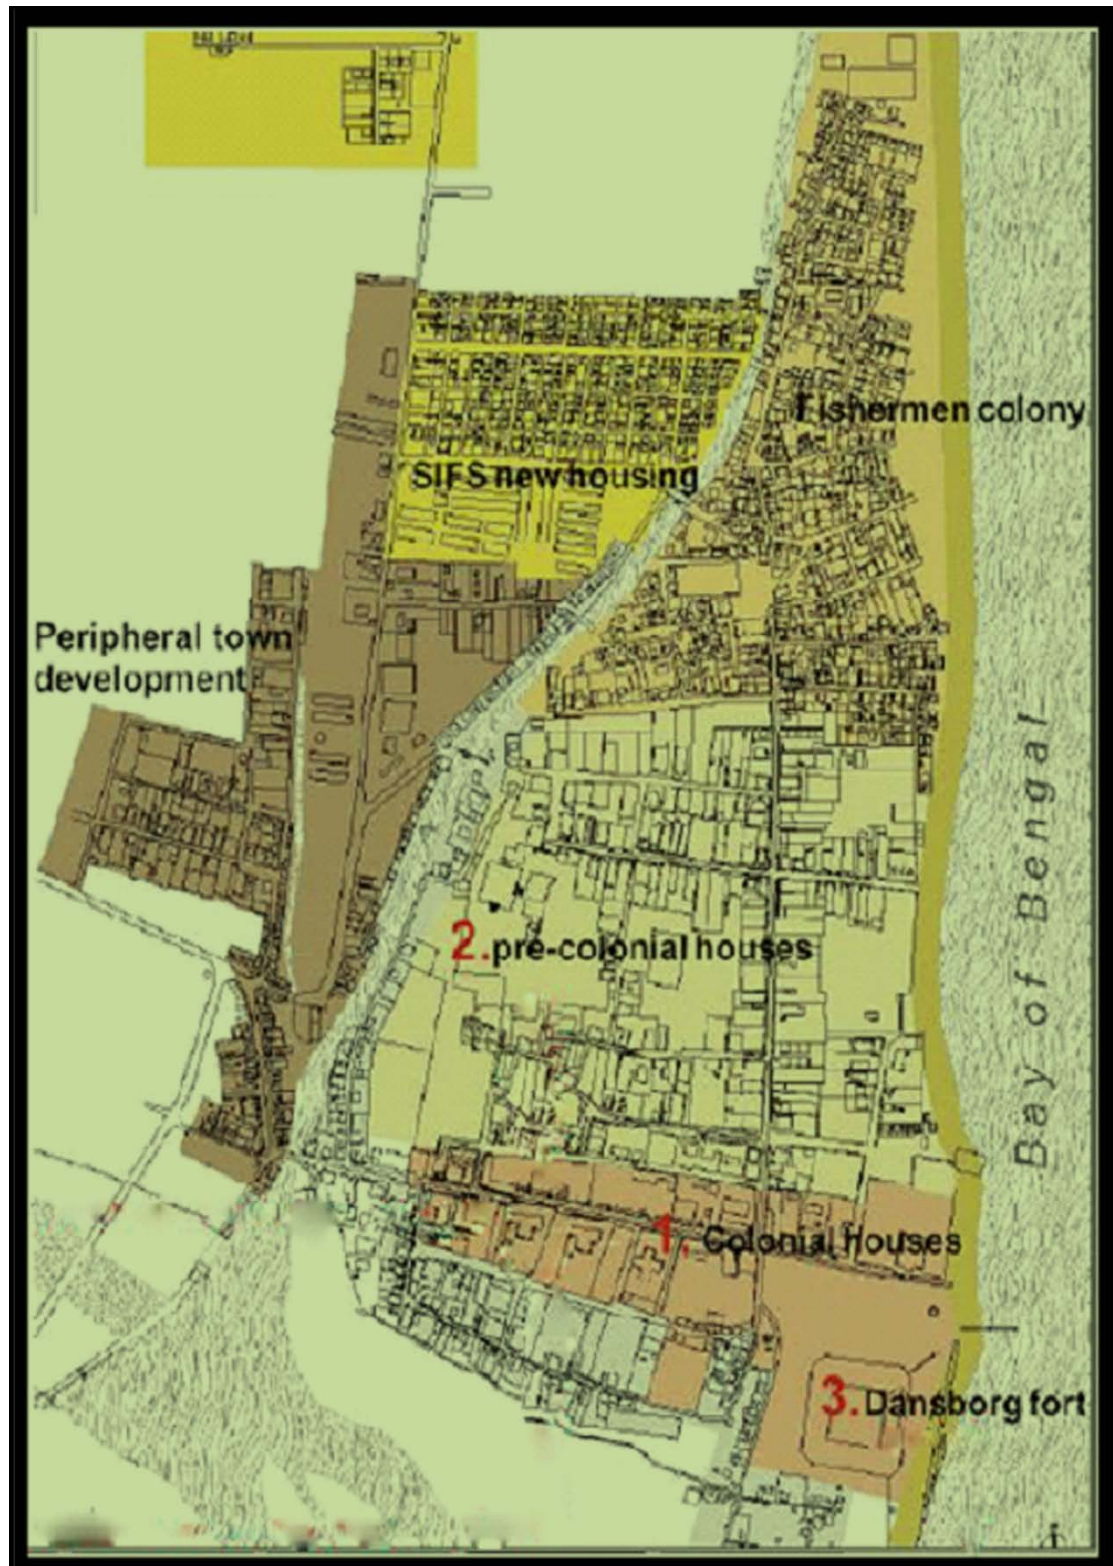 Fishermen colony
SIFS new housing
Peripheral town
development
Bay of Bengal
2. pre-colonial houses
1. Colonial houses
3. Dansborg fort